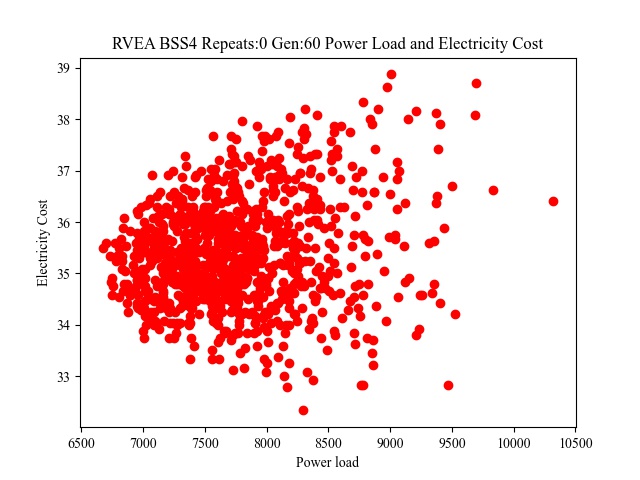 RVEA BSS4 Repeats:0 Gen:60 Power Load and Electricity Cost
39
38
37
36
35
34
33
Electricity Cost
6500 7000 7500 8000 8500 9000 9500 10000 10500
Power load